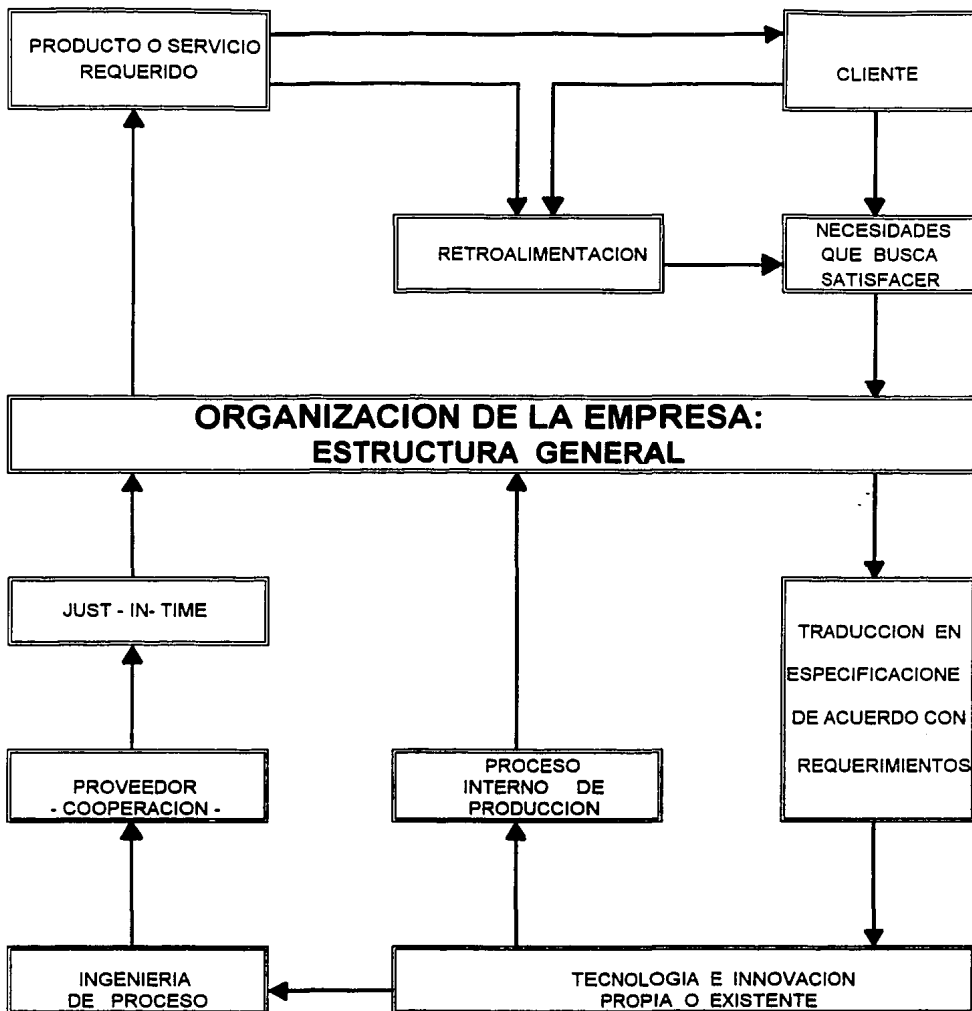 PRODUCTO O SERVICIO
REQUERIDO
CLIENTE
RETROALIMENTACION
NECESIDADES
QUE BUSCA
SATISFACER
ORGANIZACION DE LA EMPRESA:
ESTRUCTURA GENERAL
JUST - IN- TIME
TRADUCCION EN
ESPECIFICACIONE
DE ACUERDO CON
REQUERIMIENTOS
PROVEEDOR
- COOPERACION -
PROCESO
INTERNO DE
PRODUCCION
INGENIERIA
DE PROCESO
TECNOLOGIA E INNOVACION
PROPIA O EXISTENTE